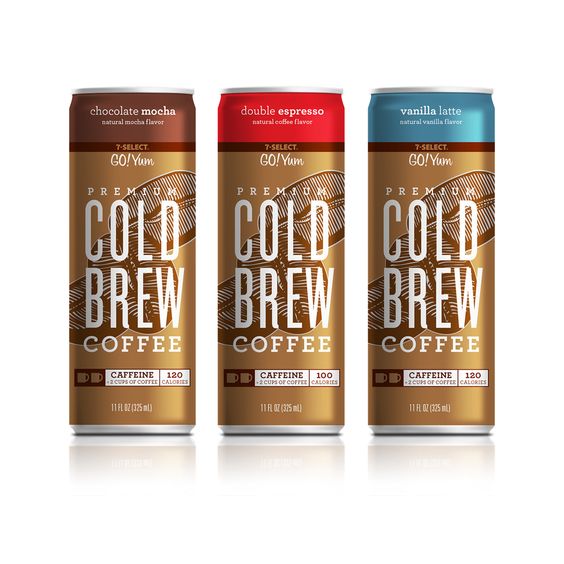 chocolate mocha
natural mocha flavor
7-SELECT.
GO!Yum
PREMIUM
COLD
BREW
COFFEE
CAFFEINE
= 2 CUPS OF COFFEE
120
CALORIES
11 FL OZ (325 mL)
double espresso
natural coffee flavor
7-SELECT.
GO!Yum
PREMIUM
COLD
BREW
COFFEE
CAFFEINE
= 2 CUPS OF COFFEE
100
CALORIES
11 FL OZ (325 mL)
vanilla latte
natural vanilla flavor
7-SELECT.
GO!Yum
PREMIUM
COLD
BREW
COFFEE
CAFFEINE
= 2 CUPS OF COFFEE
120
CALORIES
11 FL OZ (325 mL)